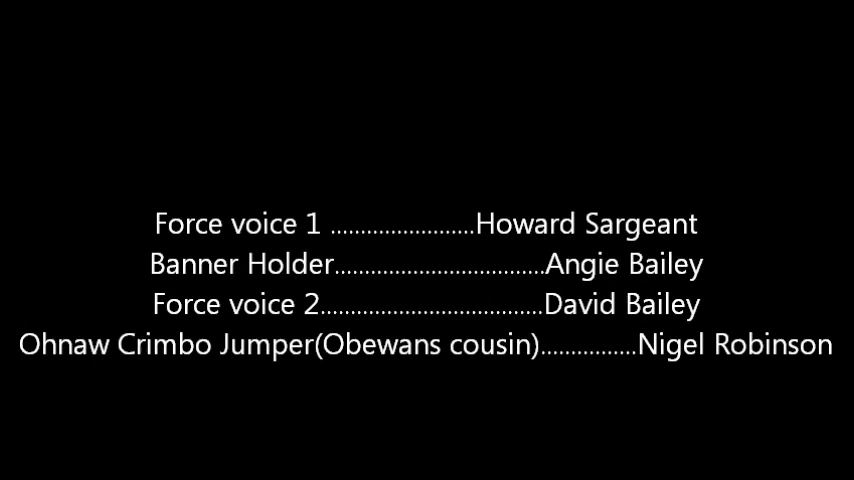 Force voice 1 ........................Howard Sargeant
Banner Holder...................................Angie Bailey
Force voice 2.....................................David Bailey
Ohnaw Crimbo Jumper(Obewans cousin)................Nigel Robinson